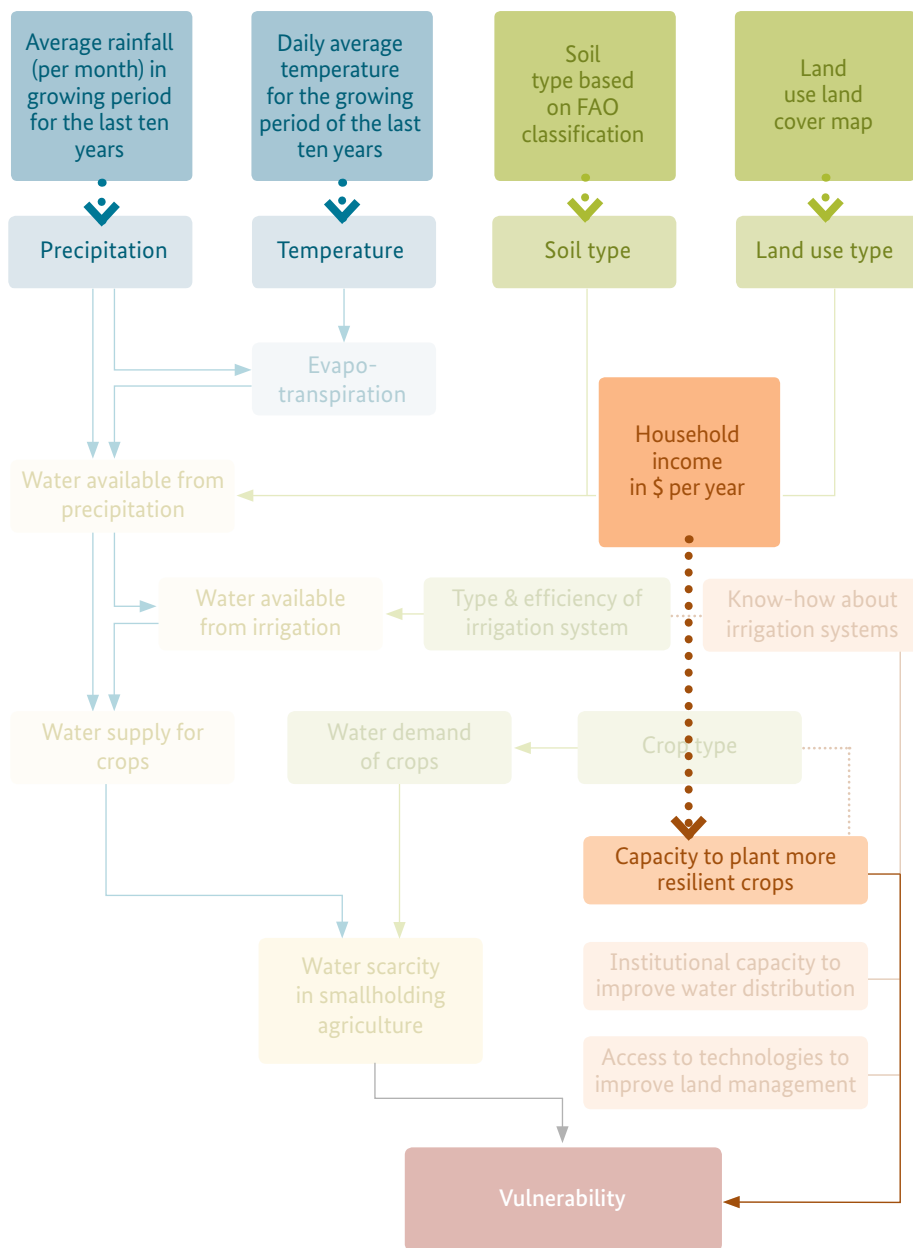 Average rainfall
(per month) in
growing period
for the last ten
years
Daily average
temperature
for the growing
period of the last
ten years
Soil
type based
on FAO
classification
Land
use land
cover map
Precipitation
Temperature
Soil type
Land use type
Evapo-
transpiration
Household
income
in $ per year
Water available from
precipitation
Water available
from irrigation
Type & efficiency of
irrigation system
Know-how about
irrigation systems
Water supply for
crops
Water demand
of crops
Crop type
Capacity to plant more
resilient crops
Water scarcity
in smallholding
agriculture
Institutional capacity to
improve water distribution
Access to technologies to
improve land management
Vulnerability